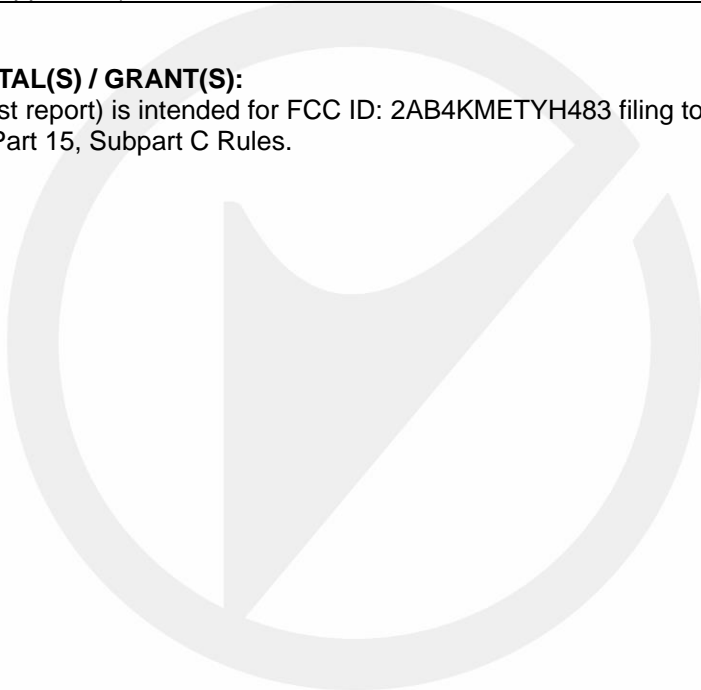 TAL(S) / GRANT(S):
st report) is intended for FCC ID: 2AB4KMETYH483 filing to
Part 15, Subpart C Rules.